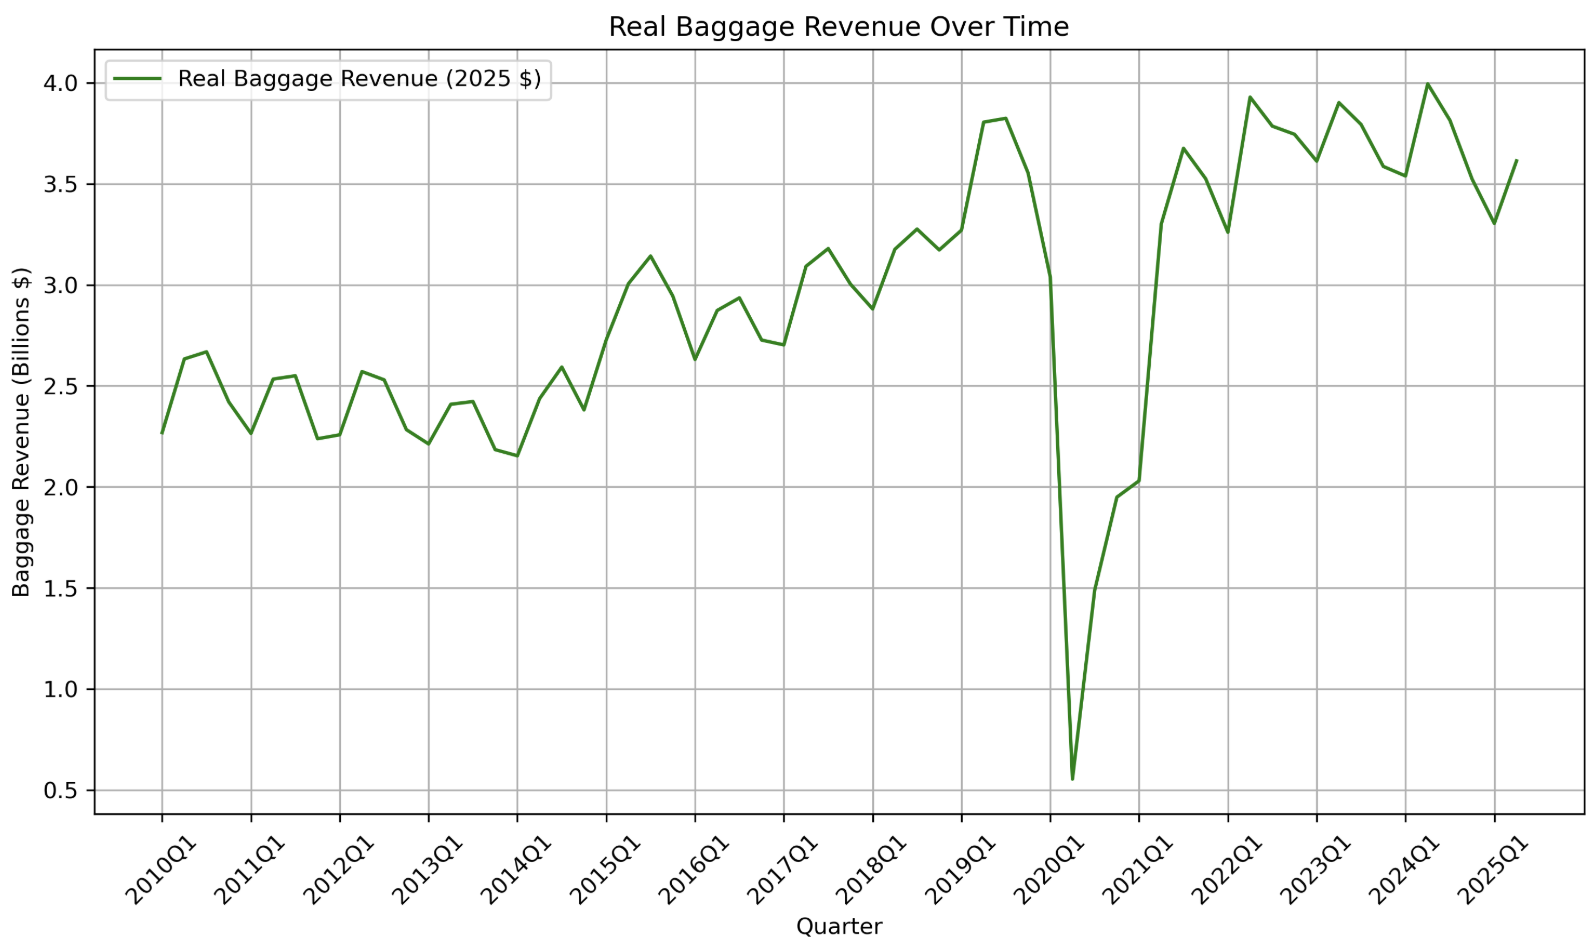 Real Baggage Revenue Over Time
Real Baggage Revenue (2025 $)
Baggage Revenue (Billions $)
4.0
3.5
3.0
2.5
2.0
1.5
1.0
0.5
2010Q1
2011Q1
2012Q1
2013Q1
2014Q1
2015Q1
2016Q1
2017Q1
2018Q1
2019Q1
2020Q1
2021Q1
2022Q1
2023Q1
2024Q1
2025Q1
Quarter